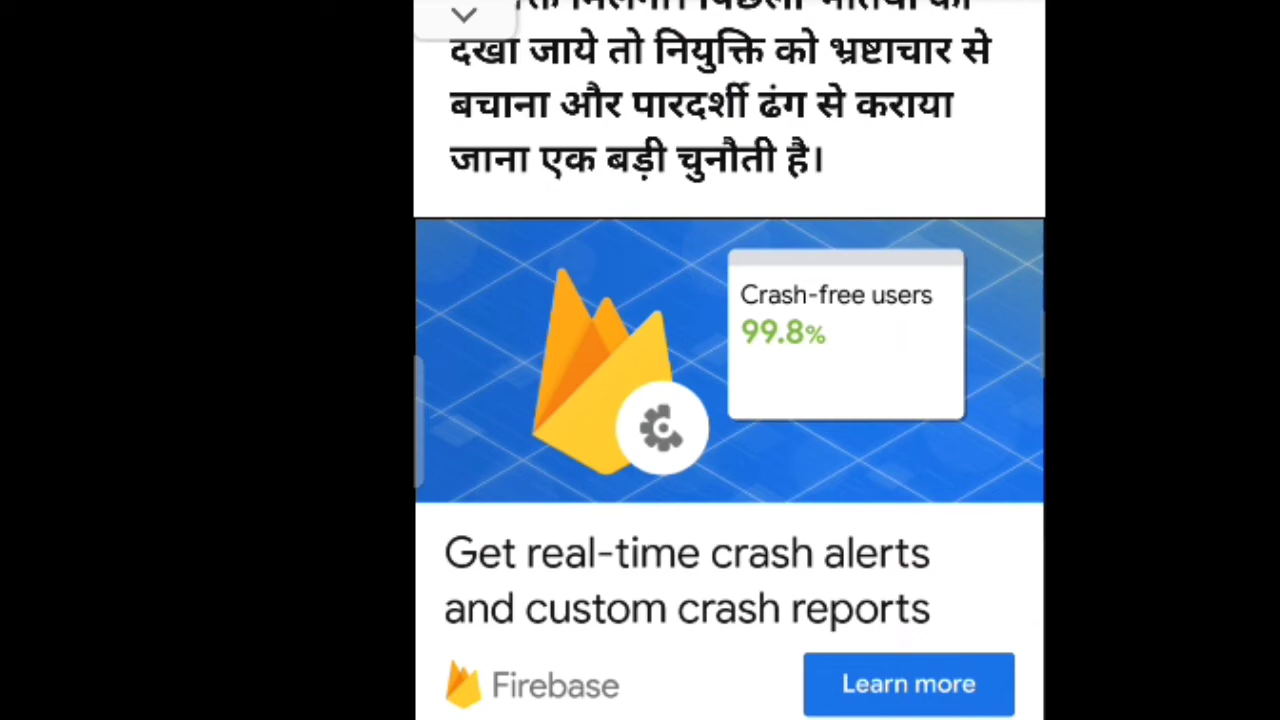 देखा जाये तो नियुक्ति को भ्रष्टाचार से
बचाना और पारदर्शी ढंग से कराया
जाना एक बड़ी चुनौती है।
Crash-free users
99.8%
Get real-time crash alerts
and custom crash reports
Firebase
Learn more